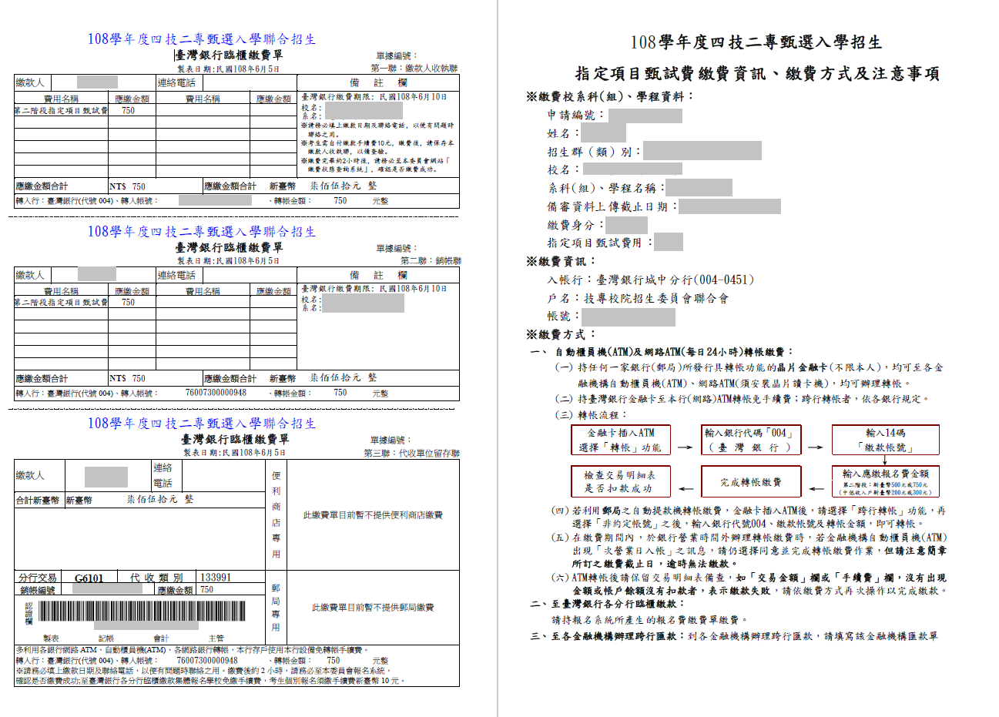 108學年度四技二專甄選入學聯合招生
臺灣銀行臨櫃繳費單
單據編號：
製表日期:民國108年6月5日
第一聯：繳款人收執聯
繳款人 連絡電話 備 註 欄
費用名稱 應繳金額 費用名稱 應繳金額
第二階段指定項目甄試費 750
臺灣銀行繳費期限: 民國108年6月10日
校名:
系名:
※請務必填上繳款日期及聯絡電話，以便有問題時
聯絡之用。
※考生需自付繳款手續費10元，繳費後，請保存本
繳款人收執聯，以備查驗。
※繳費完畢約2小時後，請務必至本委員會網站「
繳費狀態查詢系統」，確認是否繳費成功。
應繳金額合計 NT$ 750 應繳金額合計 新臺幣 柒佰伍拾元 整
轉入行：臺灣銀行(代號 004)、轉入帳號： 、轉帳金額： 750 元整
108學年度四技二專甄選入學聯合招生
臺灣銀行臨櫃繳費單
單據編號：
製表日期:民國108年6月5日
第二聯：銷帳聯
繳款人 連絡電話 備 註 欄
費用名稱 應繳金額 費用名稱 應繳金額
第二階段指定項目甄試費 750
臺灣銀行繳費期限: 民國108年6月10日
校名:
系名:
應繳金額合計 NT$ 750 應繳金額合計 新臺幣 柒佰伍拾元 整
轉入行：臺灣銀行(代號 004)、轉入帳號： 76007300000948 、轉帳金額： 750 元整
108學年度四技二專甄選入學聯合招生
臺灣銀行臨櫃繳費單
單據編號：
製表日期:民國108年6月5日
第三聯：代收單位留存聯
繳款人 連絡電話
合計新臺幣 新臺幣 柒佰伍拾元 整
便利商店專用
此繳費單目前暫不提供便利商店繳費
分行交易 G6101 代 收 類 別 133991
銷帳編號 應繳金額 750
認證欄
製表 記帳 會計 主管
郵局專用
此繳費單目前暫不提供郵局繳費
多利用各銀行網路 ATM、自動櫃員機(ATM)、各網路銀行轉帳，本行存戶使用本行設備免轉帳手續費。
轉入行：臺灣銀行(代號 004)、轉入帳號： 76007300000948 、轉帳金額： 750 元整
※請務必填上繳款日期及聯絡電話，以便有問題時聯絡之用。繳費後約 2 小時，請務必至本委員會報名系統，
確認是否繳費成功;至臺灣銀行各分行臨櫃繳款集體報名學校免繳手續費，考生個別報名須繳手續費新臺幣 10 元。
108學年度四技二專甄選入學招生
指定項目甄試費繳費資訊、繳費方式及注意事項
※繳費校系科(組)、學程資料：
申請編號：
姓名：
招生群（類）別：
校名：
系科(組)、學程名稱：
備審資料上傳截止日期：
繳費身分：
指定項目甄試費用：
※繳費資訊：
入帳行：臺灣銀行城中分行(004-0451)
戶名：技專校院招生委員會聯合會
帳號：
※繳費方式：
一、 自動櫃員機(ATM)及網路ATM(每日24小時)轉帳繳費：
(一) 持任何一家銀行(郵局)所發行具轉帳功能的晶片金融卡(不限本人)，均可至各金
融機構自動櫃員機(ATM)、網路ATM(須安裝晶片讀卡機)，均可辦理轉帳。
(二) 持臺灣銀行金融卡至本行(網路)ATM轉帳免手續費；跨行轉帳者，依各銀行規定。
(三) 轉帳流程：
金融卡插入ATM
選擇「轉帳」功能
輸入銀行代碼「004」
（臺灣銀行）
輸入14碼
「繳款帳號」
輸入應繳報名費金額
第二階段：新臺幣500元或750元
(中低收入戶新臺幣200元或300元)
完成轉帳繳費
檢查交易明細表
是否扣款成功
(四) 若利用郵局之自動提款機轉帳繳費，金融卡插入ATM後，請選擇「跨行轉帳」功能，再
選擇「非約定帳號」之後，輸入銀行代號004、繳款帳號及轉帳金額，即可轉帳。
(五) 在繳費期間內，於銀行營業時間外辦理轉帳繳費時，若金融機構自動櫃員機(ATM)
出現「次營業日入帳」之訊息，請仍選擇同意並完成轉帳繳費作業，但請注意簡章
所訂之繳費截止日，逾時無法繳款。
(六) ATM轉帳後請保留交易明細表備查，如「交易金額」欄或「手續費」欄，沒有出現
金額或帳戶餘額沒有扣款者，表示繳款失敗，請依繳費方式再次操作以完成繳款。
二、至臺灣銀行各分行臨櫃繳款：
請持報名系統所產生的報名費繳費單繳費。
三、至各金融機構辦理跨行匯款：到各金融機構辦理跨行匯款，請填寫該金融機構匯款單